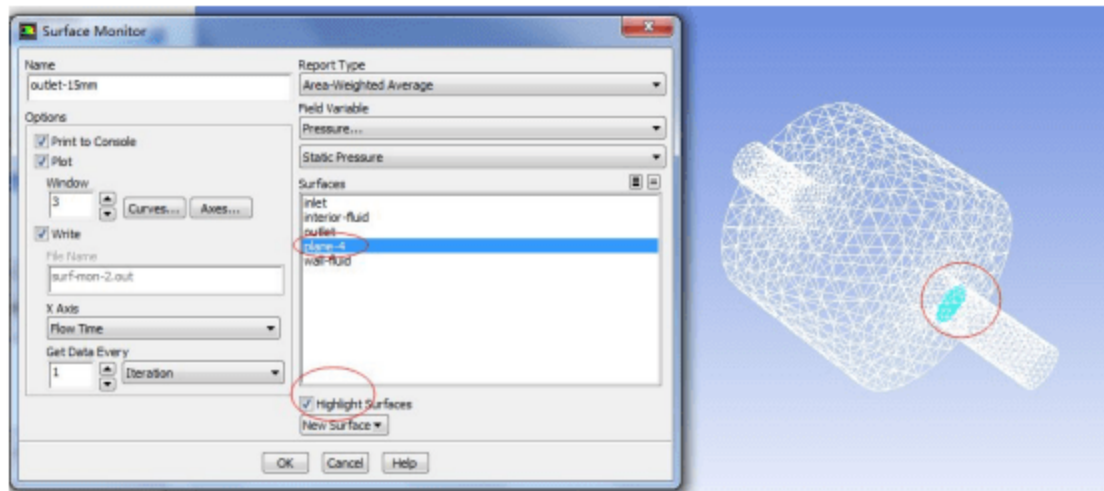 Surface Monitor
Name
outlet-15mm
Options
Print to Console
Plot
Window
3
Curves...
Axes...
Write
File Name
surf-mon-2.out
X Axis
Flow Time
Get Data Every
1
Iteration
Report Type
Area-Weighted Average
Field Variable
Pressure...
Static Pressure
Surfaces
inlet
interior-fluid
outlet
plane-4
wall-fluid
Highlight Surfaces
New Surface
OK
Cancel
Help